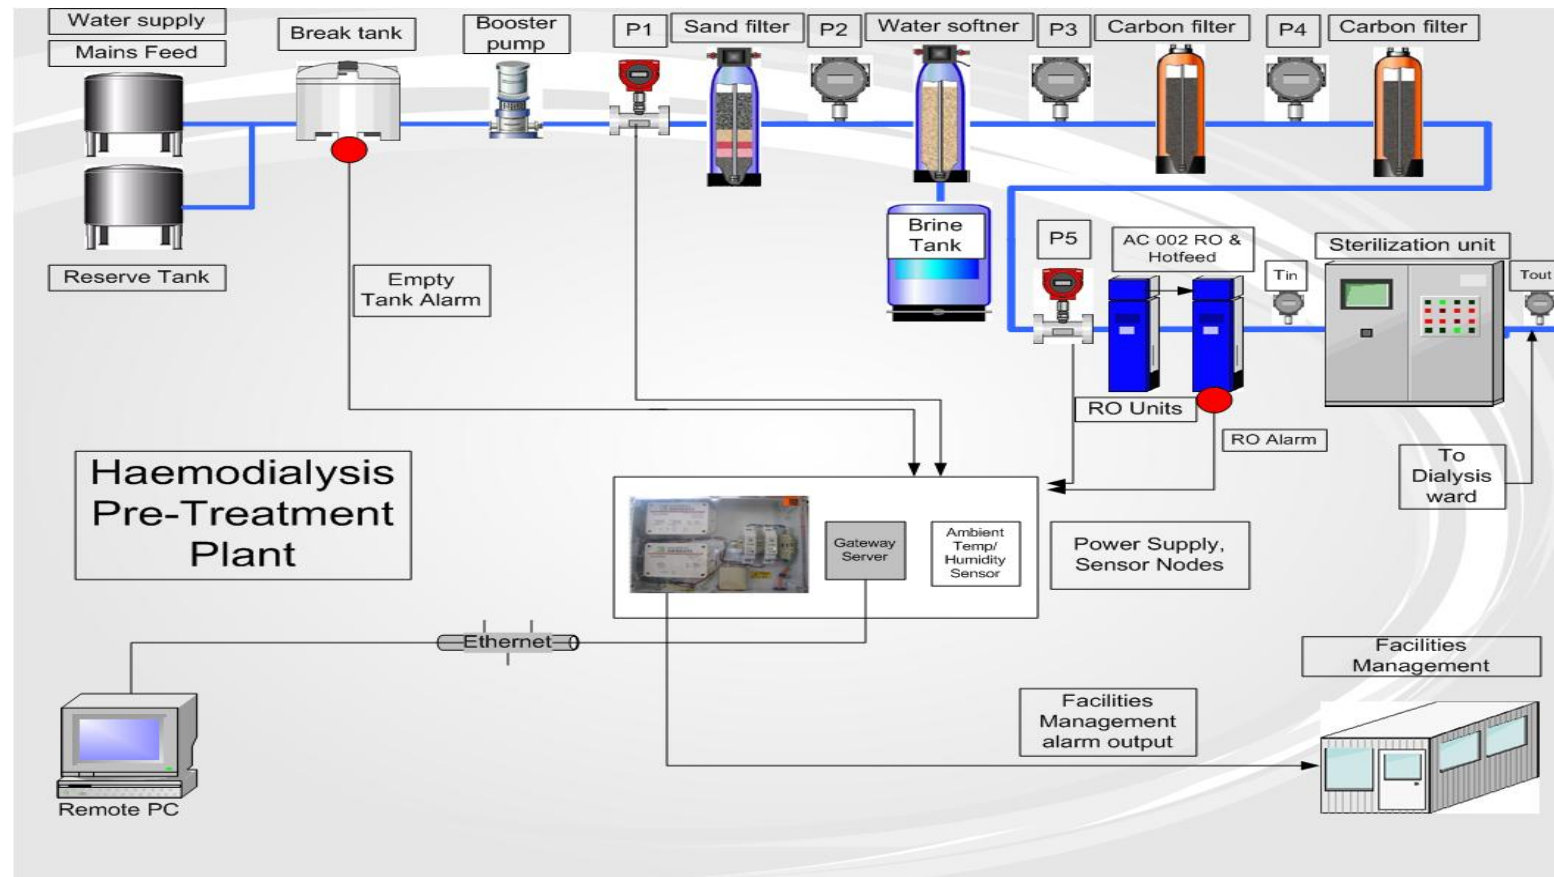 Water supply
Mains Feed
Break tank
Booster
pump
P1
Sand filter
P2
Water softner
P3
Carbon filter
P4
Carbon filter
Reserve Tank
Empty
Tank Alarm
Brine
Tank
P5
AC 002 RO &
Hotfeed
Tin
Sterilization unit
Tout
RO Units
RO Alarm
To
Dialysis
ward
Haemodialysis
Pre-Treatment
Plant
Gateway
Server
Ambient
Temp/
Humidity
Sensor
Power Supply,
Sensor Nodes
Ethernet
Facilities
Management
Facilities
Management
alarm output
Remote PC